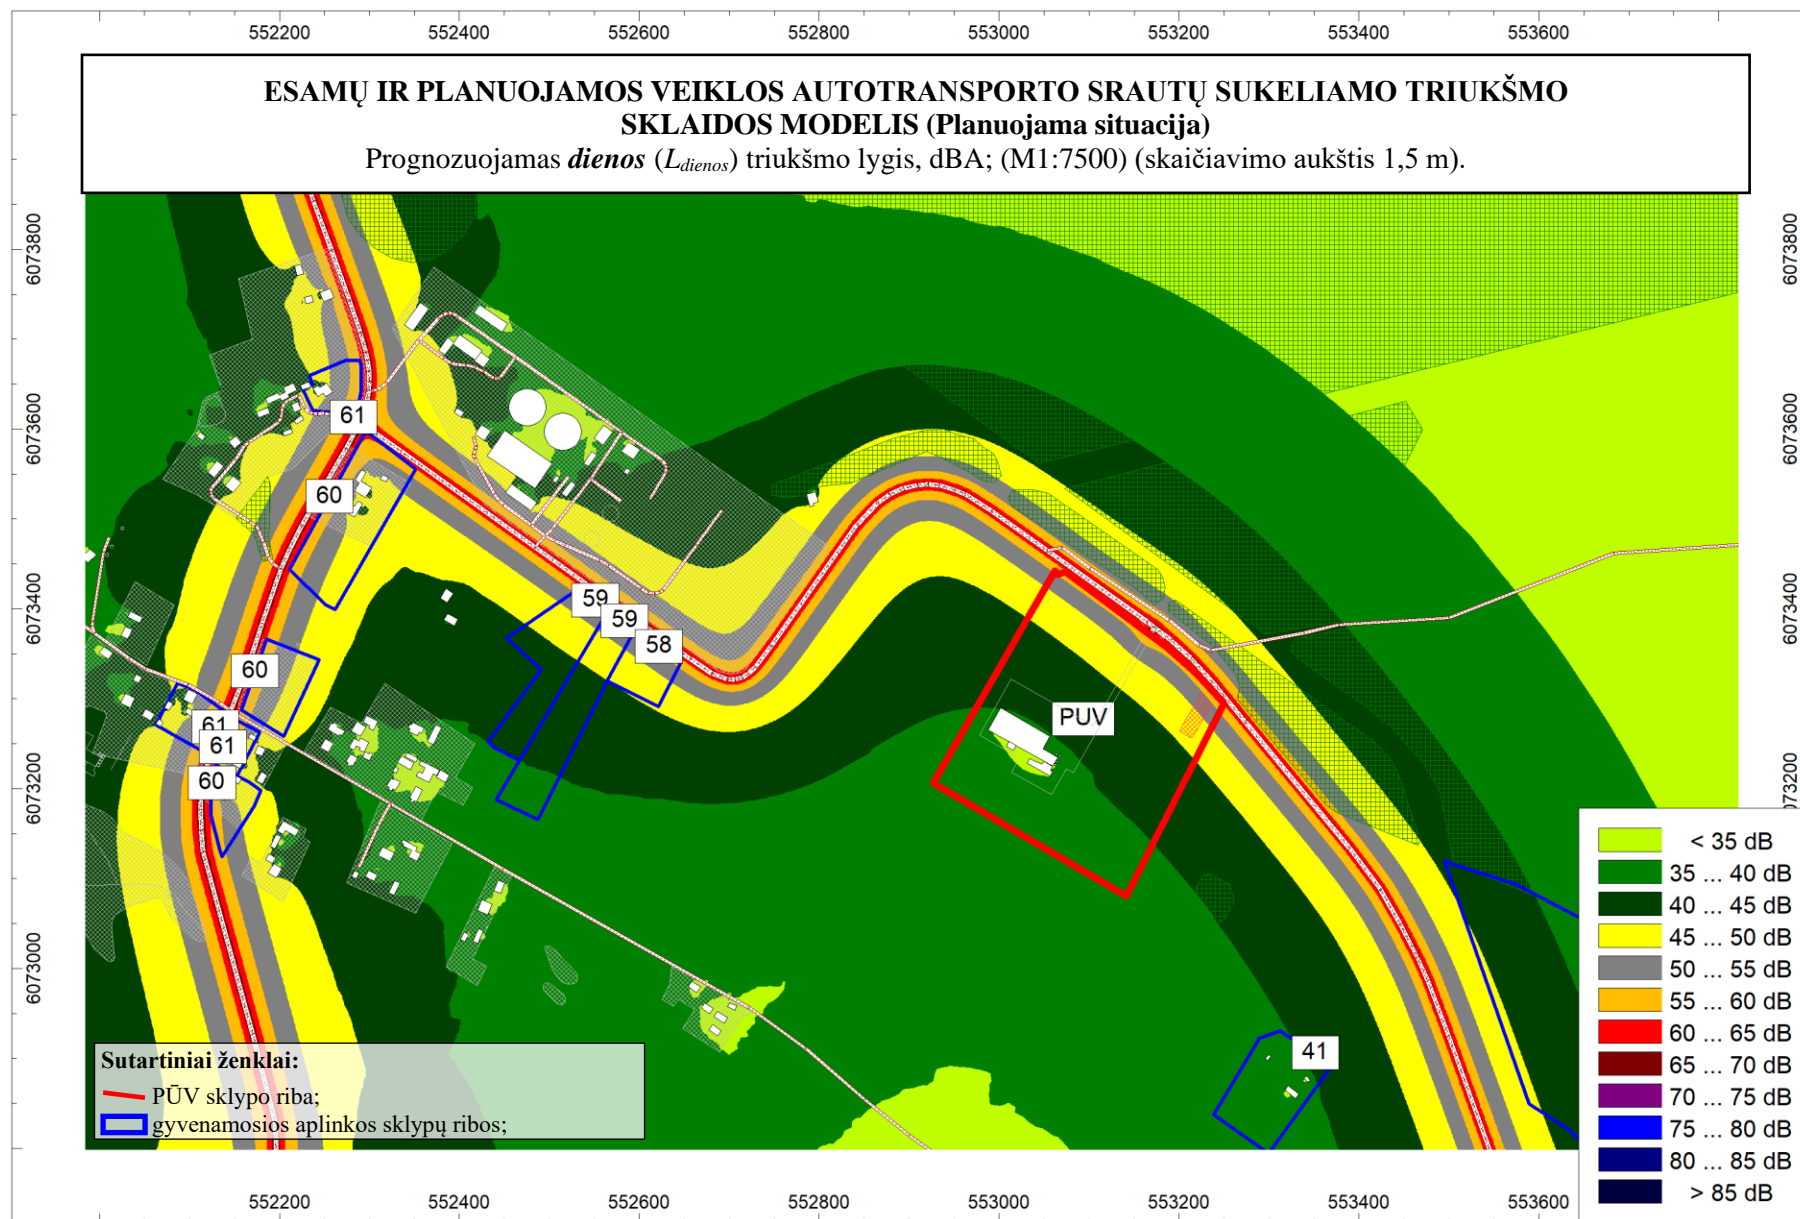 552200 552400 552600 552800 553000 553200 553400 553600
ESAMŲ IR PLANUOJAMOS VEIKLOS AUTOTRANSPORTO SRAUTŲ SUKELIAMO TRIUKŠMO
SKLAIDOS MODELIS (Planuojama situacija)
Prognozuojamas dienos (Ldienos) triukšmo lygis, dBA; (M1:7500) (skaičiavimo aukštis 1,5 m).
6073800
6073800
6073600
6073600
6073400
6073400
6073200
6073200
6073000
61
60
59
59
58
60
61
61
60
PUV
41
< 35 dB
35 ... 40 dB
40 ... 45 dB
45 ... 50 dB
50 ... 55 dB
55 ... 60 dB
60 ... 65 dB
65 ... 70 dB
70 ... 75 dB
75 ... 80 dB
80 ... 85 dB
> 85 dB
Sutartiniai ženklai:
PŪV sklypo riba;
gyvenamosios aplinkos sklypų ribos;
552200 552400 552600 552800 553000 553200 553400 553600